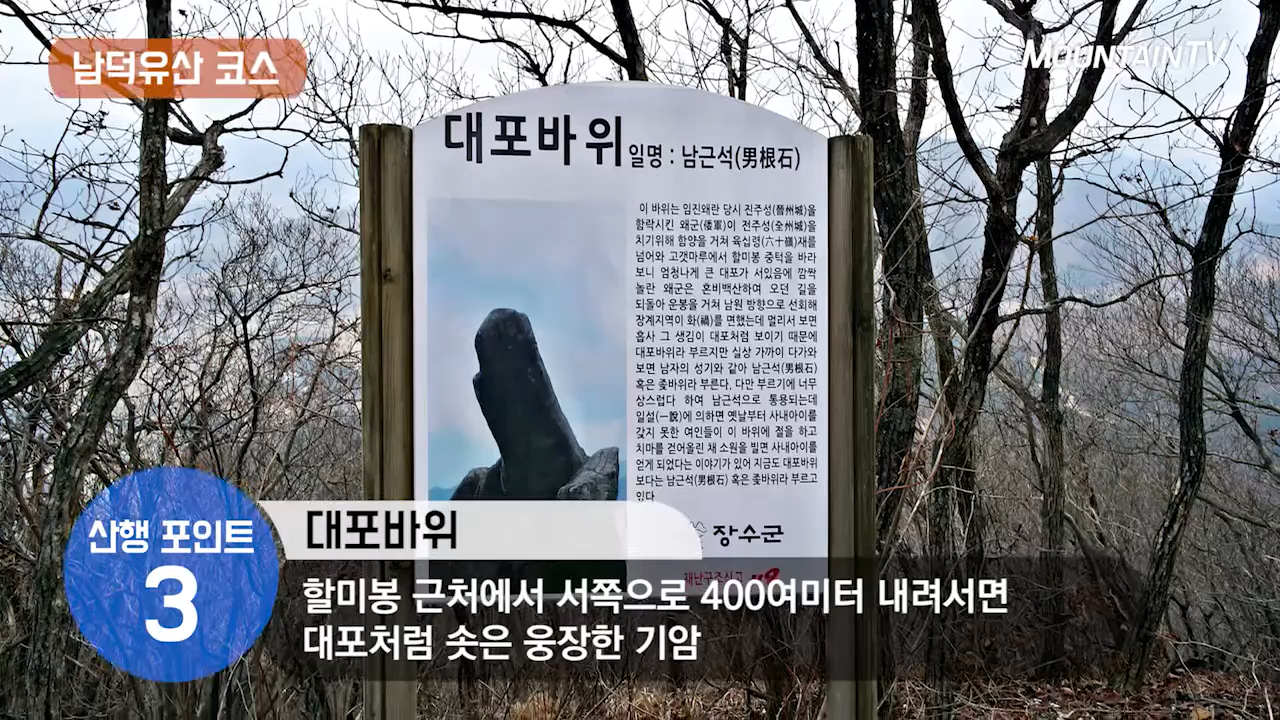 남덕유산 코스
MOUNTAIN TV
대포바위 일명 : 남근석(男根石)
이 바위는 임진왜란 당시 진주성(晉州城)을
함락시킨 왜군(倭軍)이 전주성(全州城)을
치기위해 함양을 거쳐 육십령(六十嶺)재를
넘어와 고갯마루에서 할미봉 중턱을 바라
보니 엄청나게 큰 대포가 서있음에 깜짝
놀란 왜군은 혼비백산하여 오던 길을
되돌아 운봉을 거쳐 남원 방향으로 선회해
장계지역이 화(禍)를 면했는데 멀리서 보면
흡사 그 생김이 대포처럼 보이기 때문에
대포바위라 부르지만 실상 가까이 다가와
보면 남자의 성기와 같아 남근석(男根石)
혹은 좆바위라 부른다. 다만 부르기에 너무
상스럽다 하여 남근석으로 통용되는데
일설(一說)에 의하면 옛날부터 사내아이를
갖지 못한 여인들이 이 바위에 절을 하고
치마를 걷어올린 채 소원을 빌면 사내아이를
얻게 되었다는 이야기가 있어 지금도 대포바위
보다는 남근석(男根石) 혹은 좆바위라 부르고
있다
장수군
산행 포인트
3
대포바위
할미봉 근처에서 서쪽으로 400여미터 내려서면
대포처럼 솟은 웅장한 기암